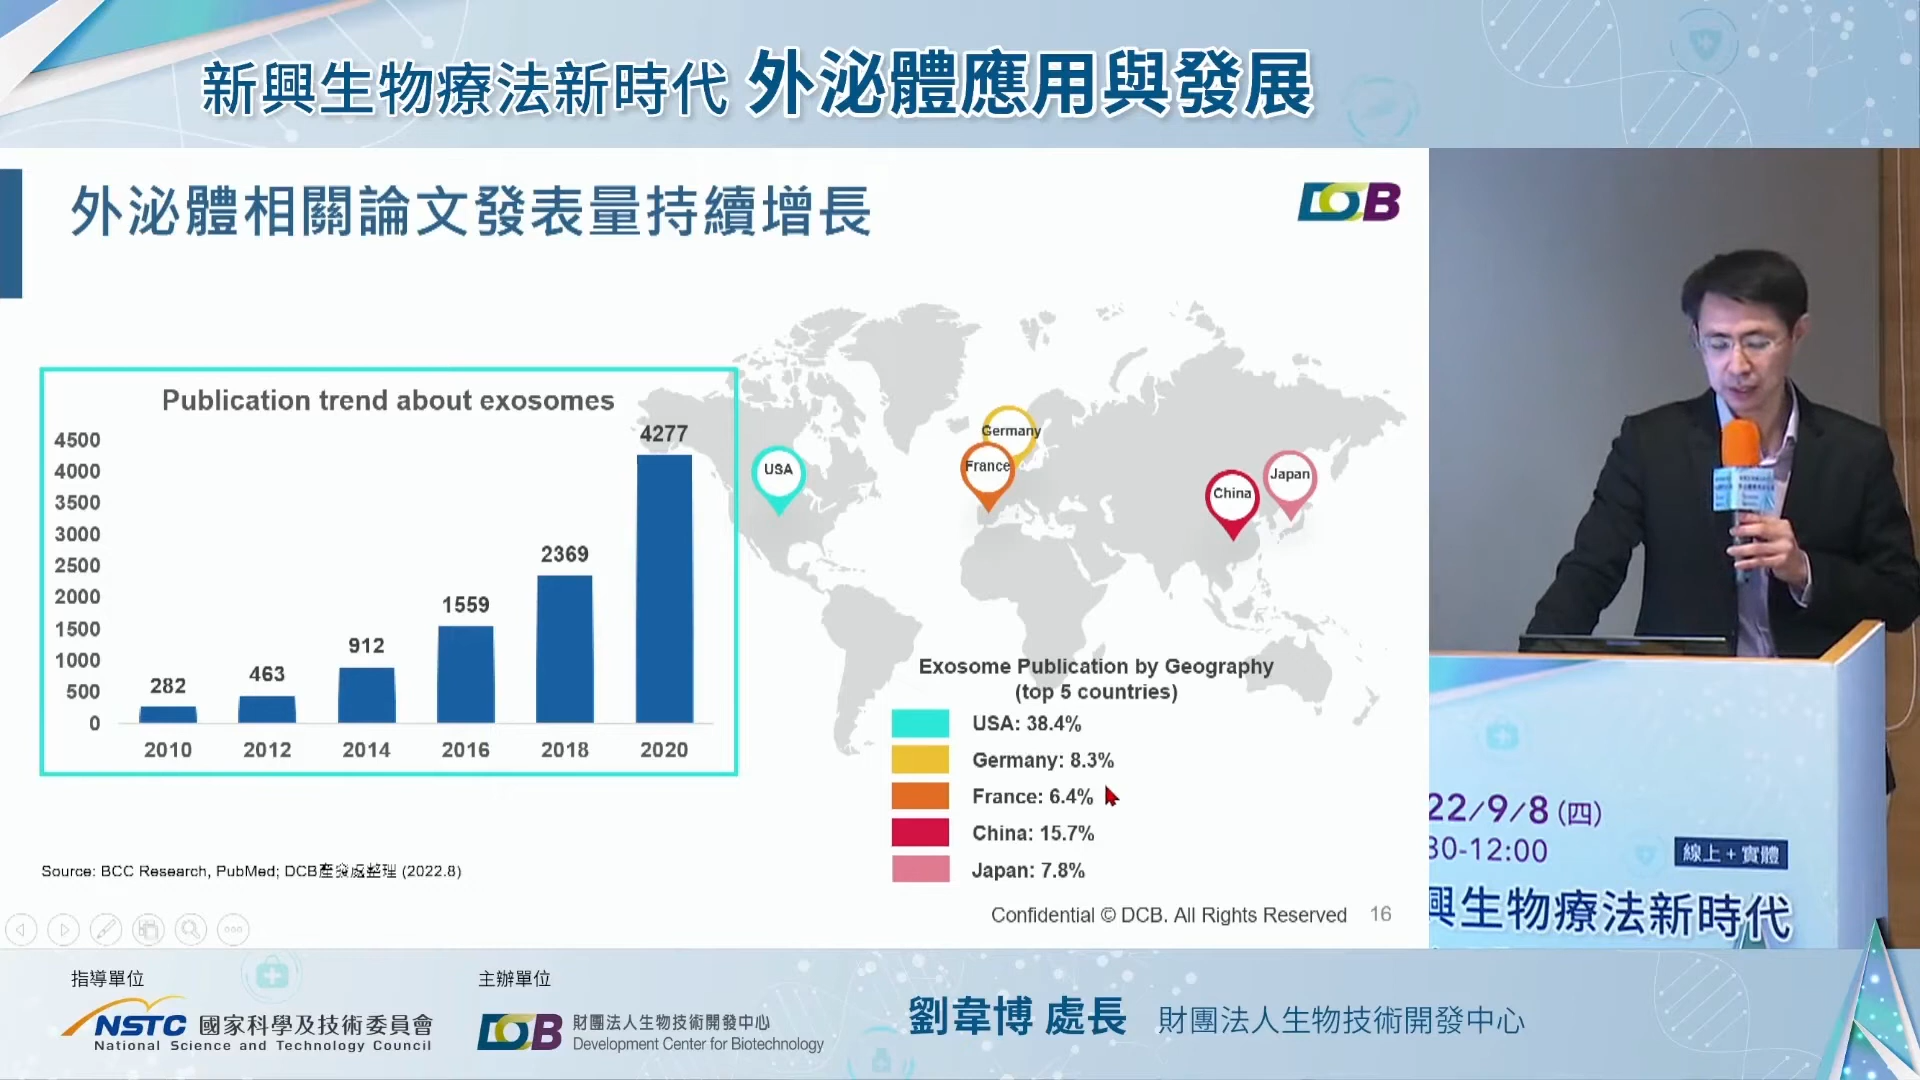 新興生物療法新時代 外泌體應用與發展
外泌體相關論文發表量持續增長
DCB
Publication trend about exosomes
4500
4000
3500
3000
2500
2000
1500
1000
500
0
282
463
912
1559
2369
4277
2010 2012 2014 2016 2018 2020
USA
Germany
France
China
Japan
Exosome Publication by Geography
(top 5 countries)
USA: 38.4%
Germany: 8.3%
France: 6.4%
China: 15.7%
Japan: 7.8%
Source: BCC Research, PubMed; DCB產發處整理 (2022.8)
Confidential © DCB. All Rights Reserved 16
22/9/8 (四)
30-12:00
線上+實體
興生物療法新時代
指導單位
NSTC 國家科學及技術委員會
National Science and Technology Council
主辦單位
DCB 財團法人生物技術開發中心
Development Center for Biotechnology
劉韋博 處長 財團法人生物技術開發中心